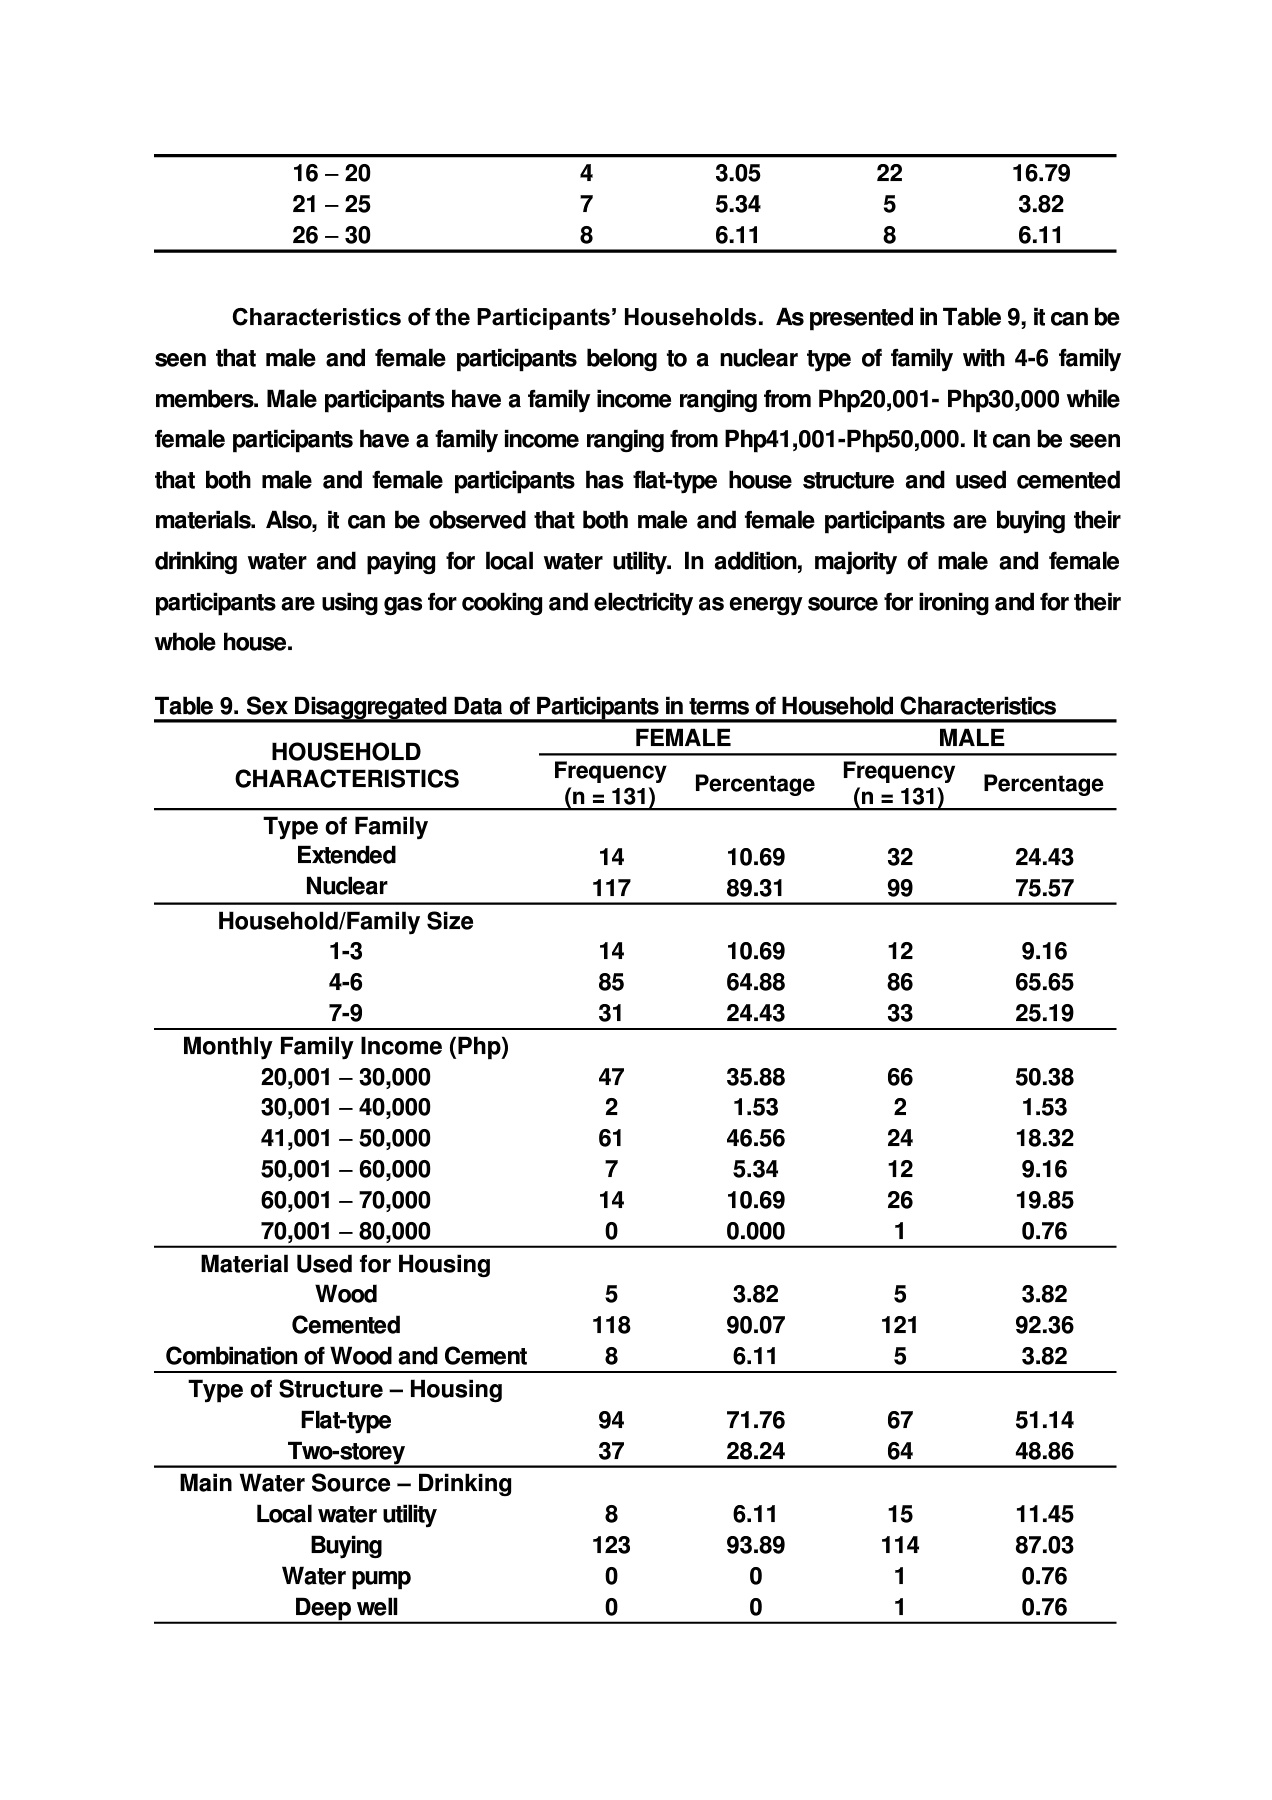 16 – 20 4 3.05 22 16.79
21 – 25 7 5.34 5 3.82
26 – 30 8 6.11 8 6.11
Characteristics of the Participants’ Households. As presented in Table 9, it can be
seen that male and female participants belong to a nuclear type of family with 4-6 family
members. Male participants have a family income ranging from Php20,001- Php30,000 while
female participants have a family income ranging from Php41,001-Php50,000. It can be seen
that both male and female participants has flat-type house structure and used cemented
materials. Also, it can be observed that both male and female participants are buying their
drinking water and paying for local water utility. In addition, majority of male and female
participants are using gas for cooking and electricity as energy source for ironing and for their
whole house.
Table 9. Sex Disaggregated Data of Participants in terms of Household Characteristics
HOUSEHOLD CHARACTERISTICS FEMALE MALE
Frequency (n = 131) Percentage Frequency (n = 131) Percentage
Type of Family
Extended 14 10.69 32 24.43
Nuclear 117 89.31 99 75.57
Household/Family Size
1-3 14 10.69 12 9.16
4-6 85 64.88 86 65.65
7-9 31 24.43 33 25.19
Monthly Family Income (Php)
20,001 – 30,000 47 35.88 66 50.38
30,001 – 40,000 2 1.53 2 1.53
41,001 – 50,000 61 46.56 24 18.32
50,001 – 60,000 7 5.34 12 9.16
60,001 – 70,000 14 10.69 26 19.85
70,001 – 80,000 0 0.000 1 0.76
Material Used for Housing
Wood 5 3.82 5 3.82
Cemented 118 90.07 121 92.36
Combination of Wood and Cement 8 6.11 5 3.82
Type of Structure – Housing
Flat-type 94 71.76 67 51.14
Two-storey 37 28.24 64 48.86
Main Water Source – Drinking
Local water utility 8 6.11 15 11.45
Buying 123 93.89 114 87.03
Water pump 0 0 1 0.76
Deep well 0 0 1 0.76